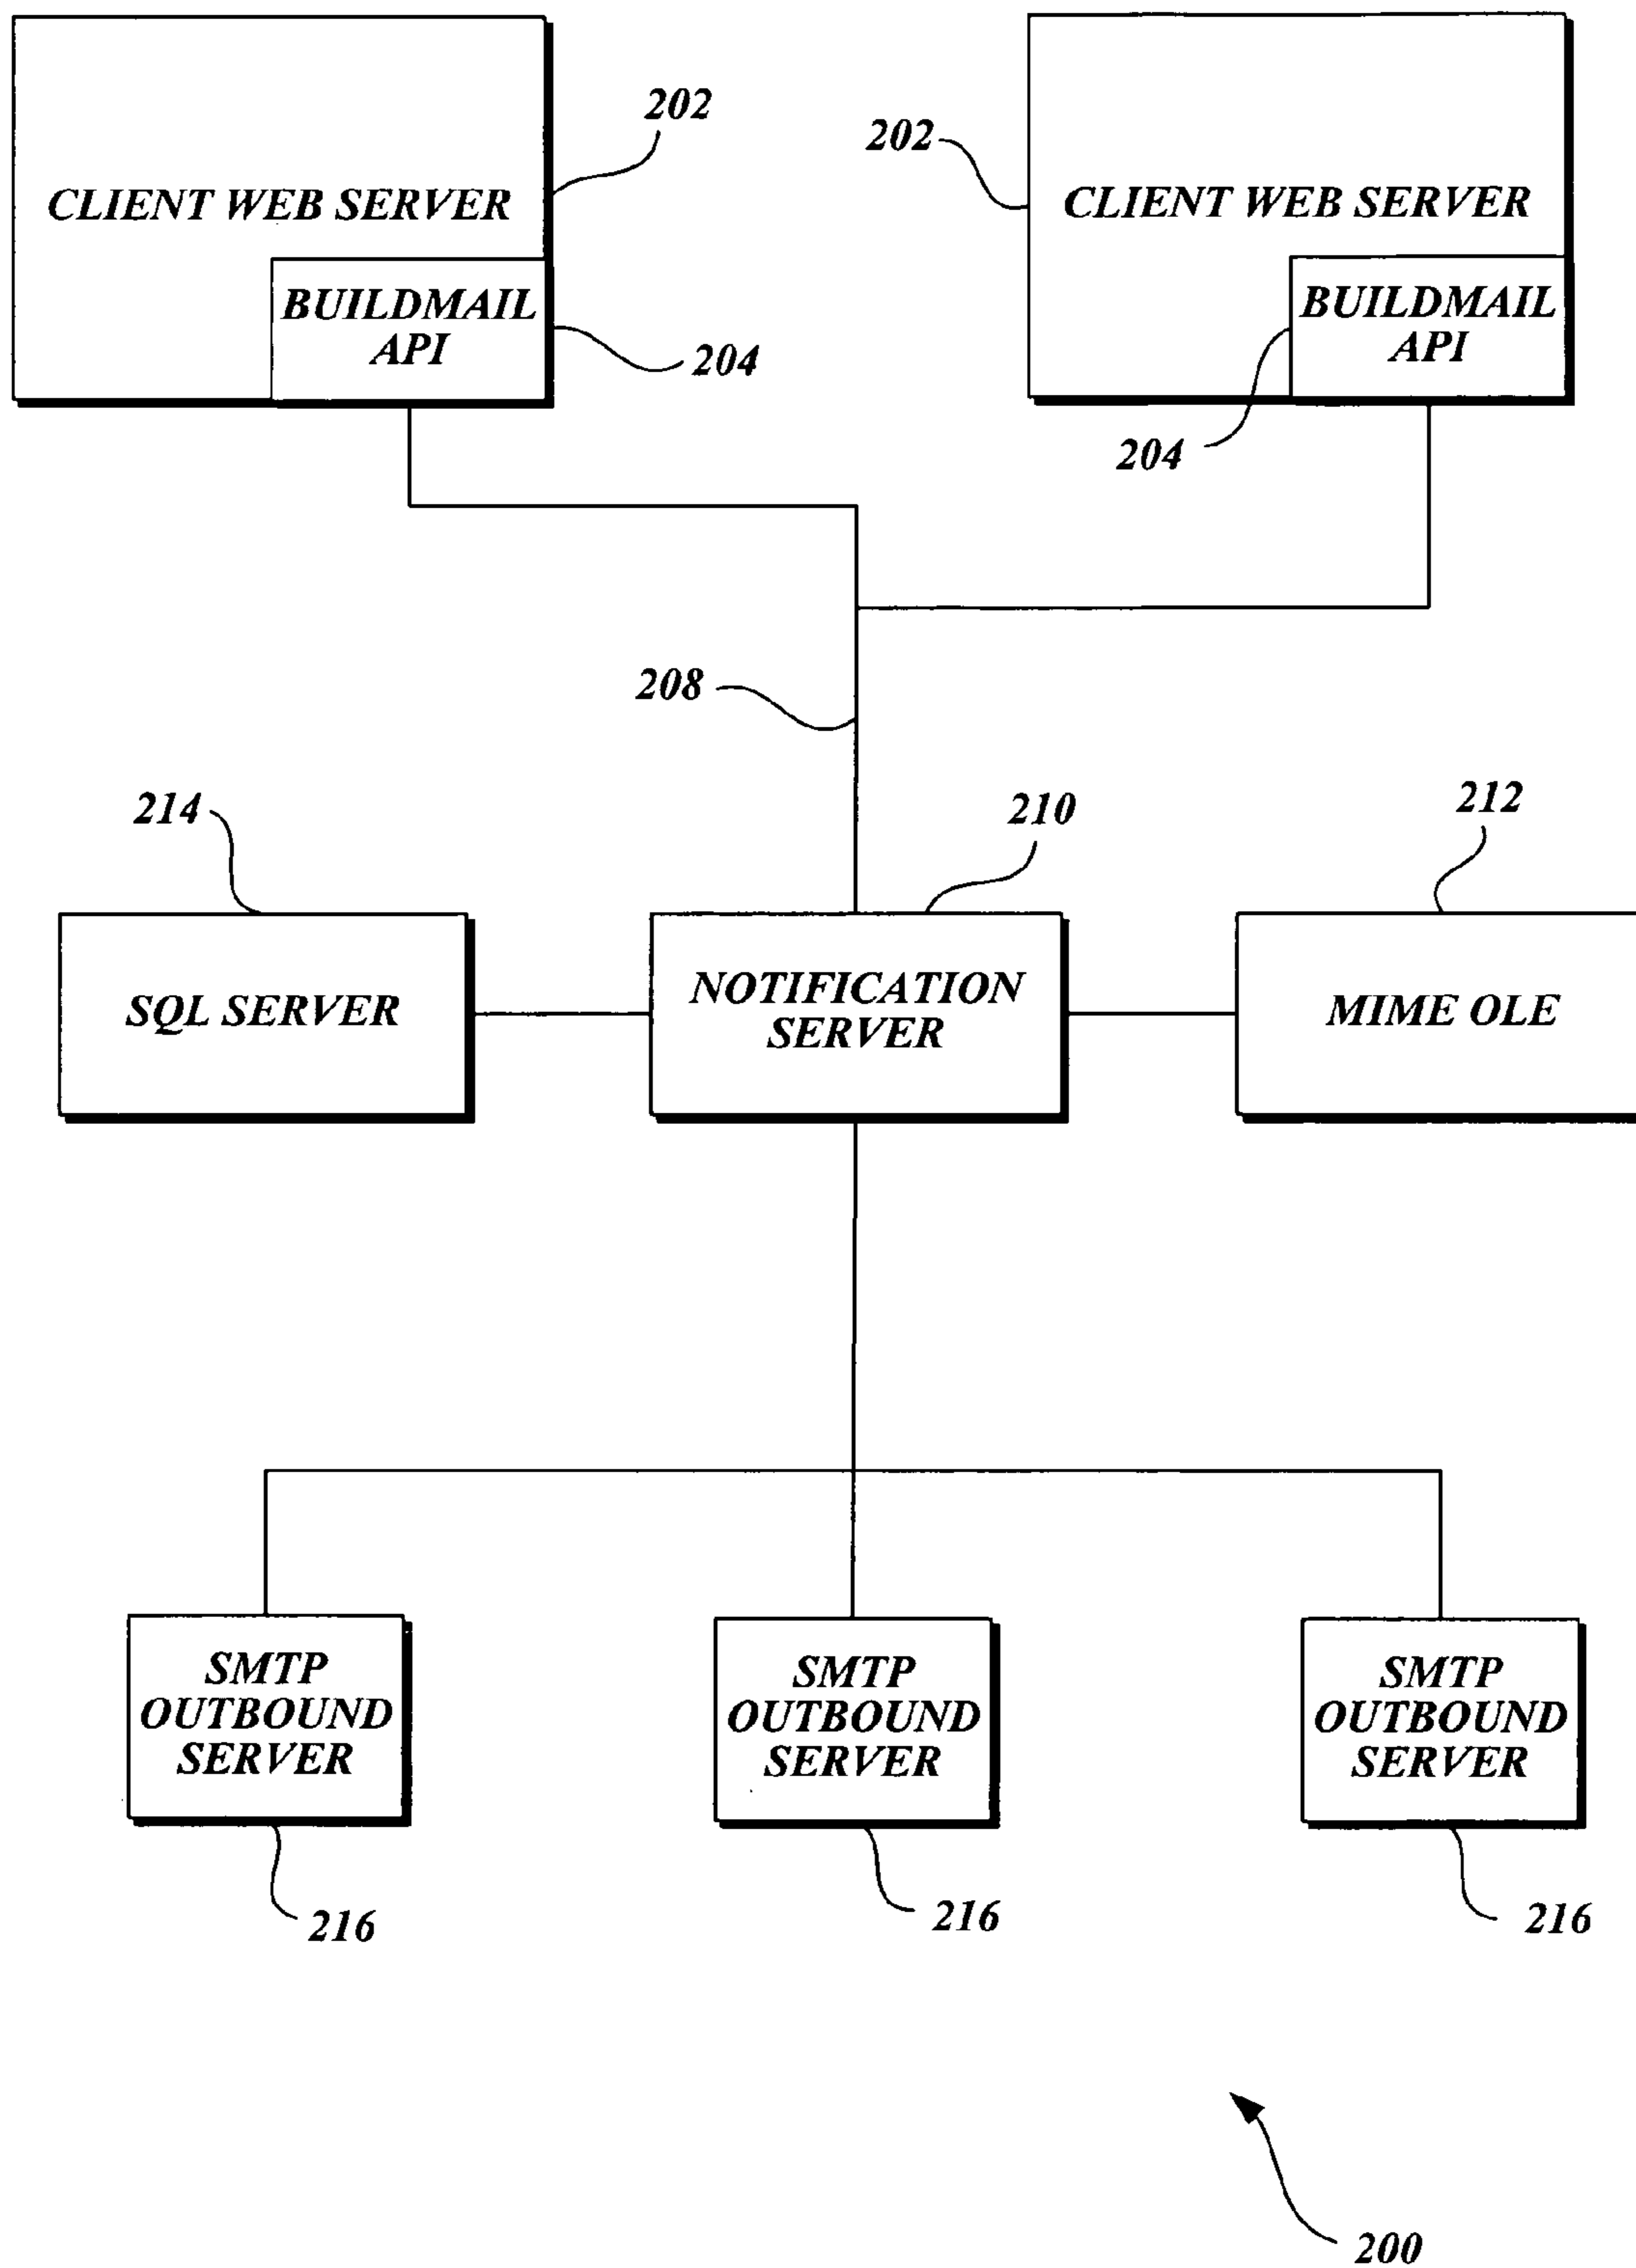 202
202
CLIENT WEB SERVER
CLIENT WEB SERVER
BUILDMAIL
API
BUILDMAIL
API
204
204
208
214
210
212
SQL SERVER
NOTIFICATION
SERVER
MIME OLE
SMTP
OUTBOUND
SERVER
SMTP
OUTBOUND
SERVER
SMTP
OUTBOUND
SERVER
216
216
216
200